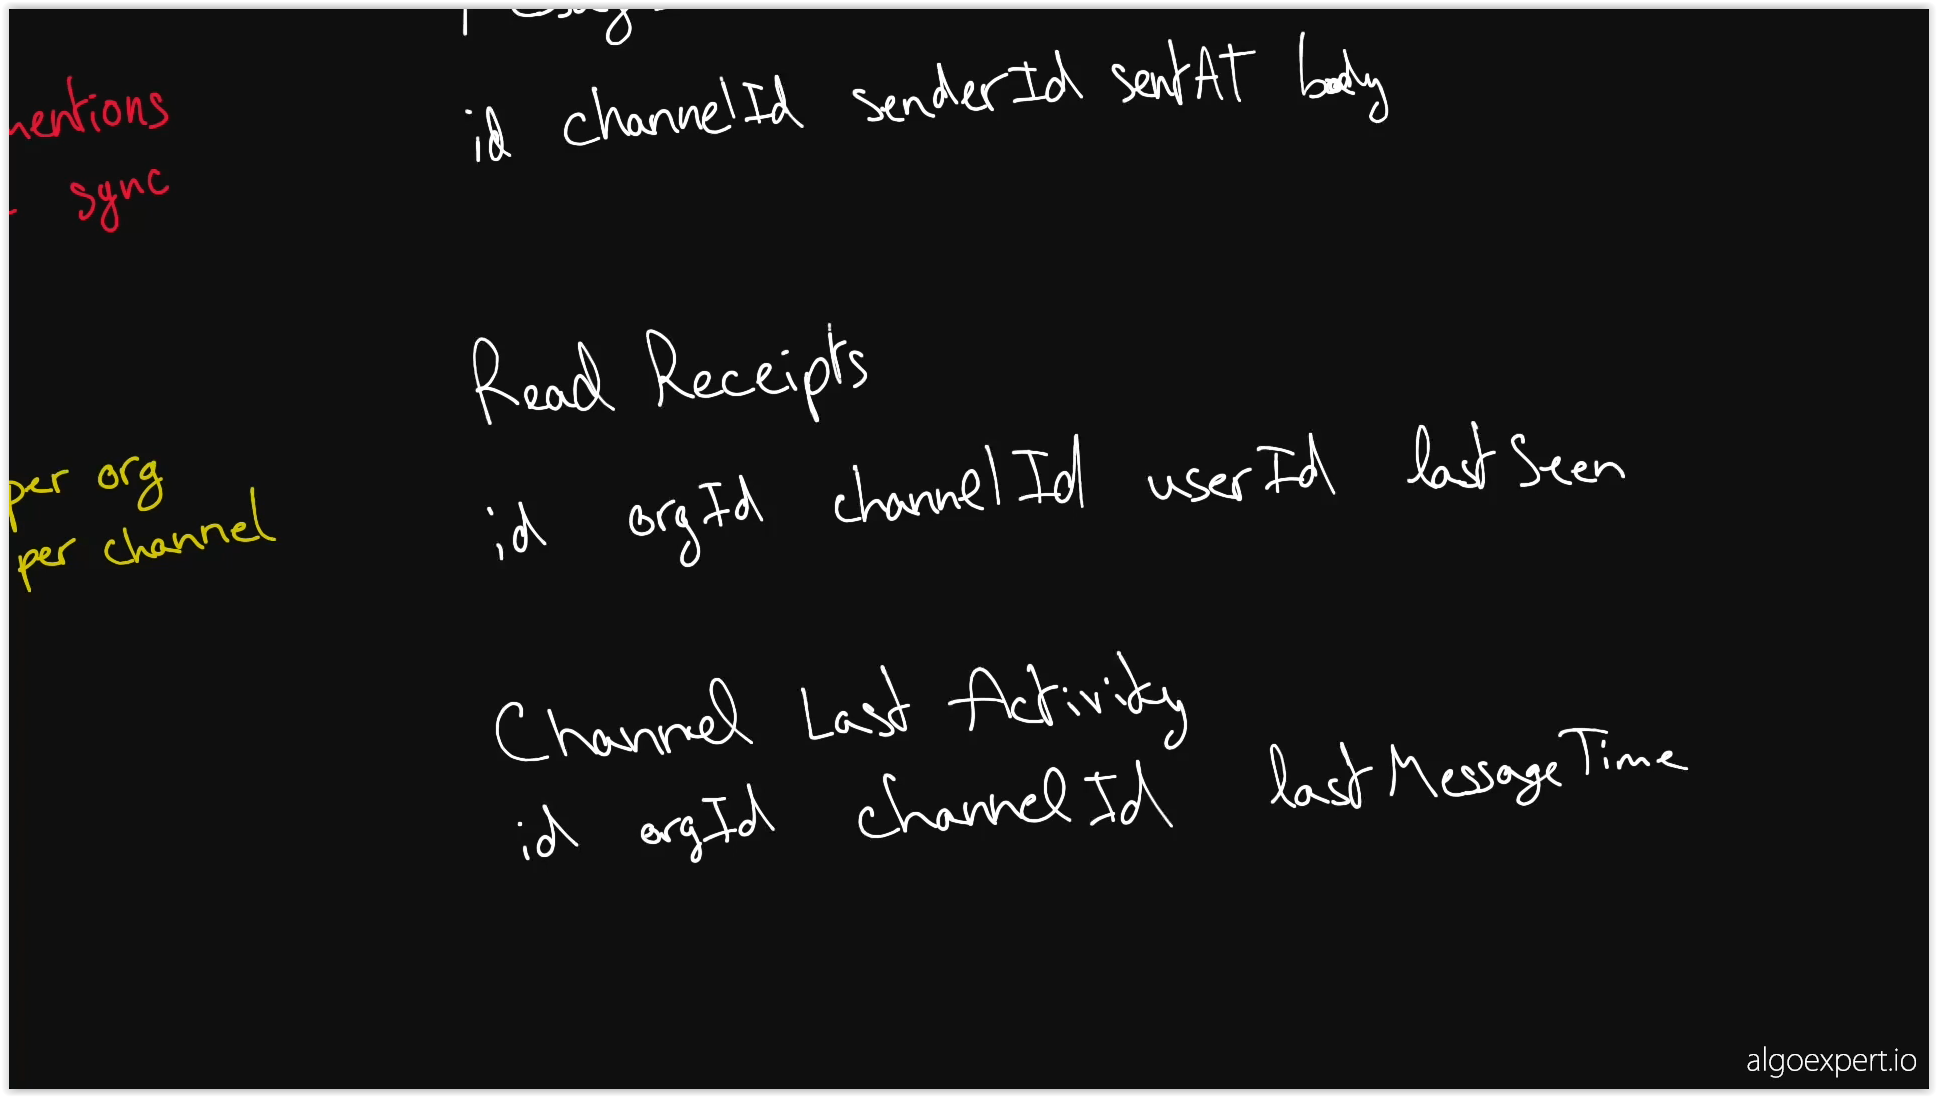 id channelId senderId sentAT body
mentions
sync
Read Receipts
id orgId channelId userId lastSeen
per org
per channel
Channel Last Activity
id orgId channelId lastMessageTime
algoexpert.io